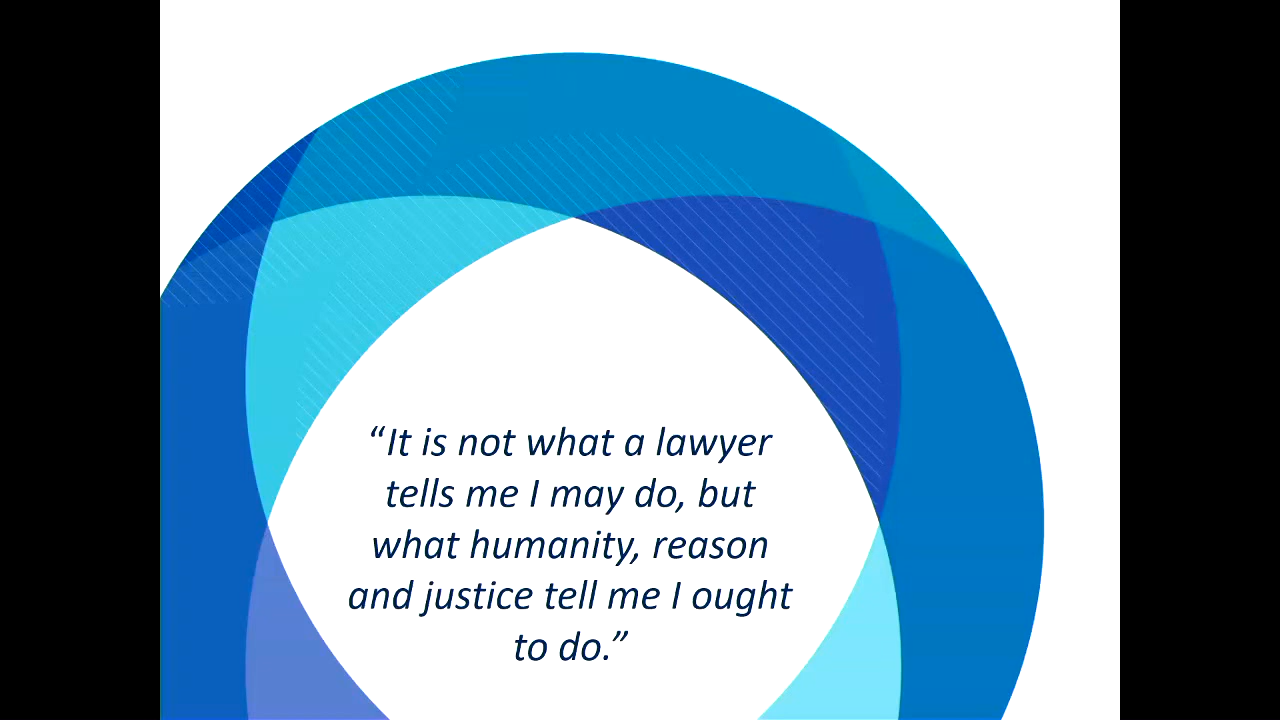 “It is not what a lawyer
tells me I may do, but
what humanity, reason
and justice tell me I ought
to do.”